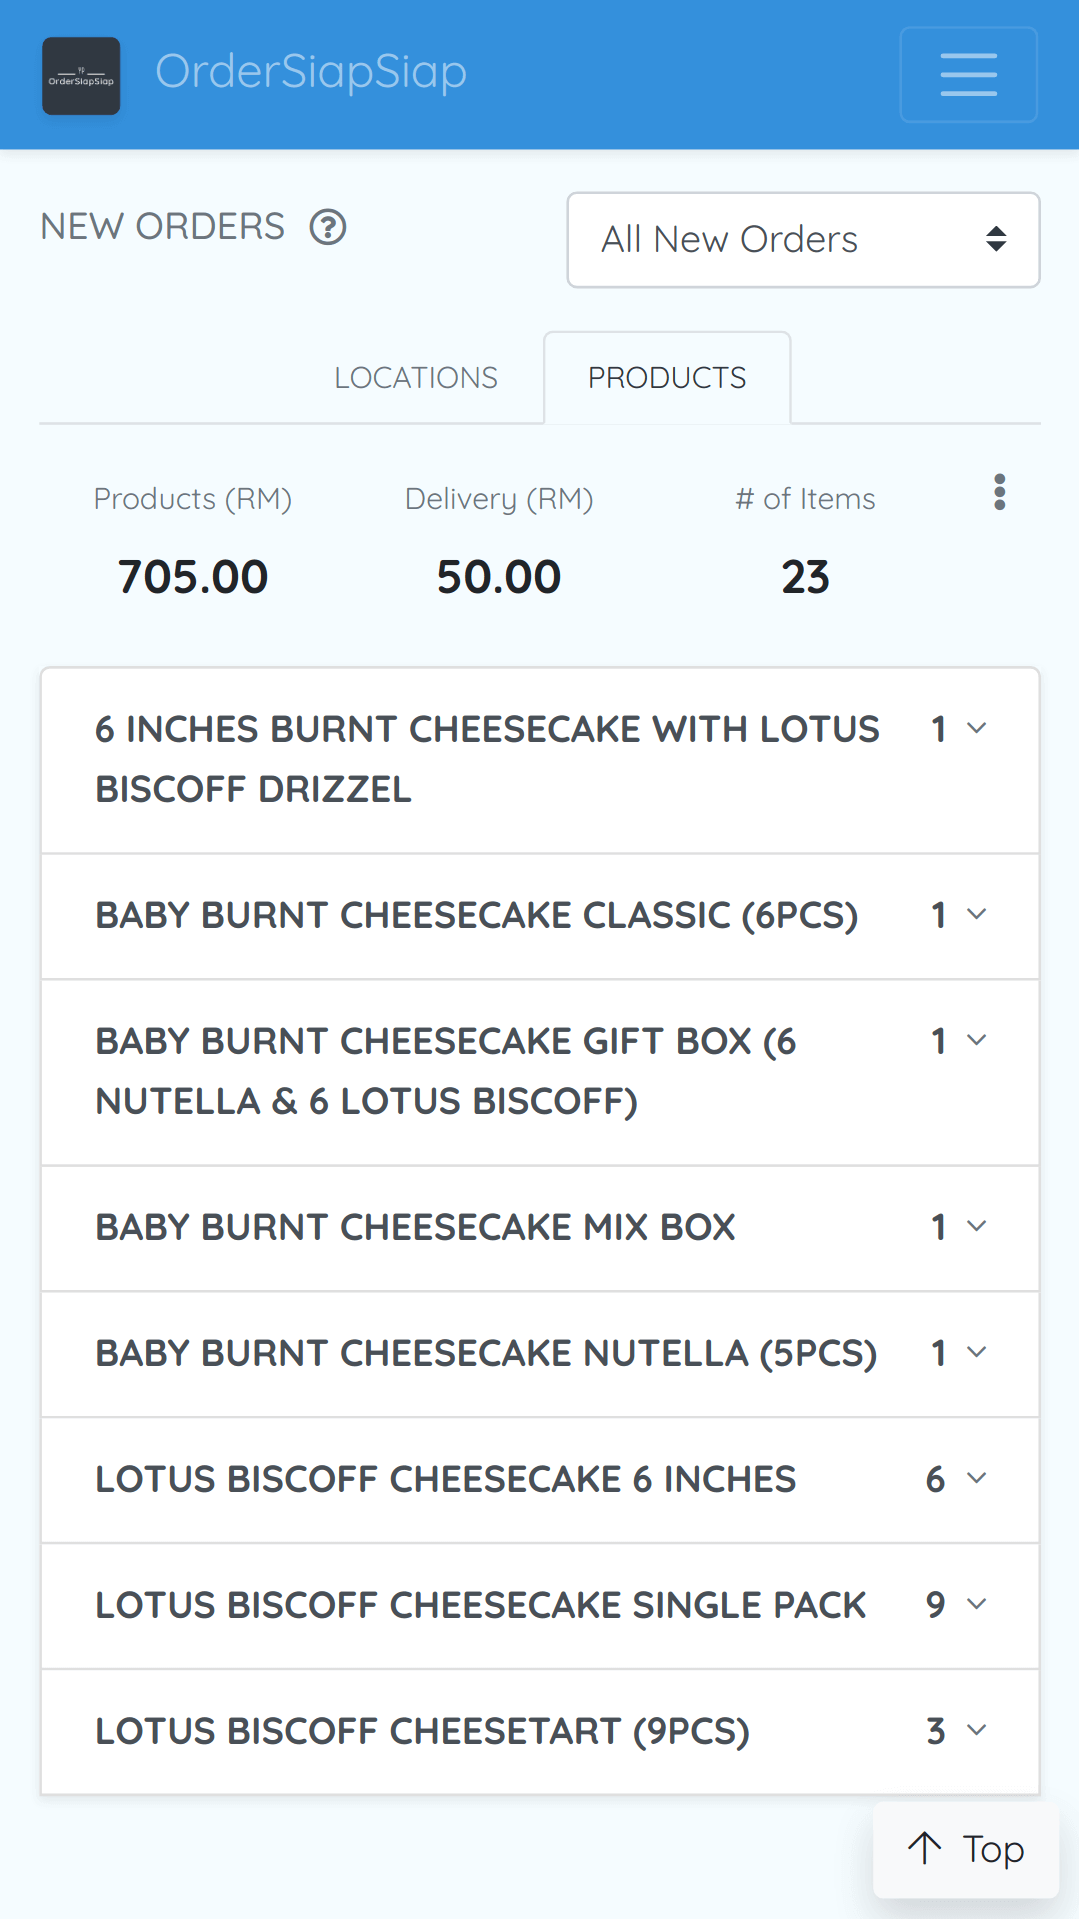 OrderSiapSiap
OrderSiapSiap
NEW ORDERS ?
All New Orders
LOCATIONS
PRODUCTS
Products (RM)
Delivery (RM)
# of Items
705.00
50.00
23
6 INCHES BURNT CHEESECAKE WITH LOTUS 1
BISCOFF DRIZZEL
BABY BURNT CHEESECAKE CLASSIC (6PCS) 1
BABY BURNT CHEESECAKE GIFT BOX (6 1
NUTELLA & 6 LOTUS BISCOFF)
BABY BURNT CHEESECAKE MIX BOX 1
BABY BURNT CHEESECAKE NUTELLA (5PCS) 1
LOTUS BISCOFF CHEESECAKE 6 INCHES 6
LOTUS BISCOFF CHEESECAKE SINGLE PACK 9
LOTUS BISCOFF CHEESETART (9PCS) 3
Top